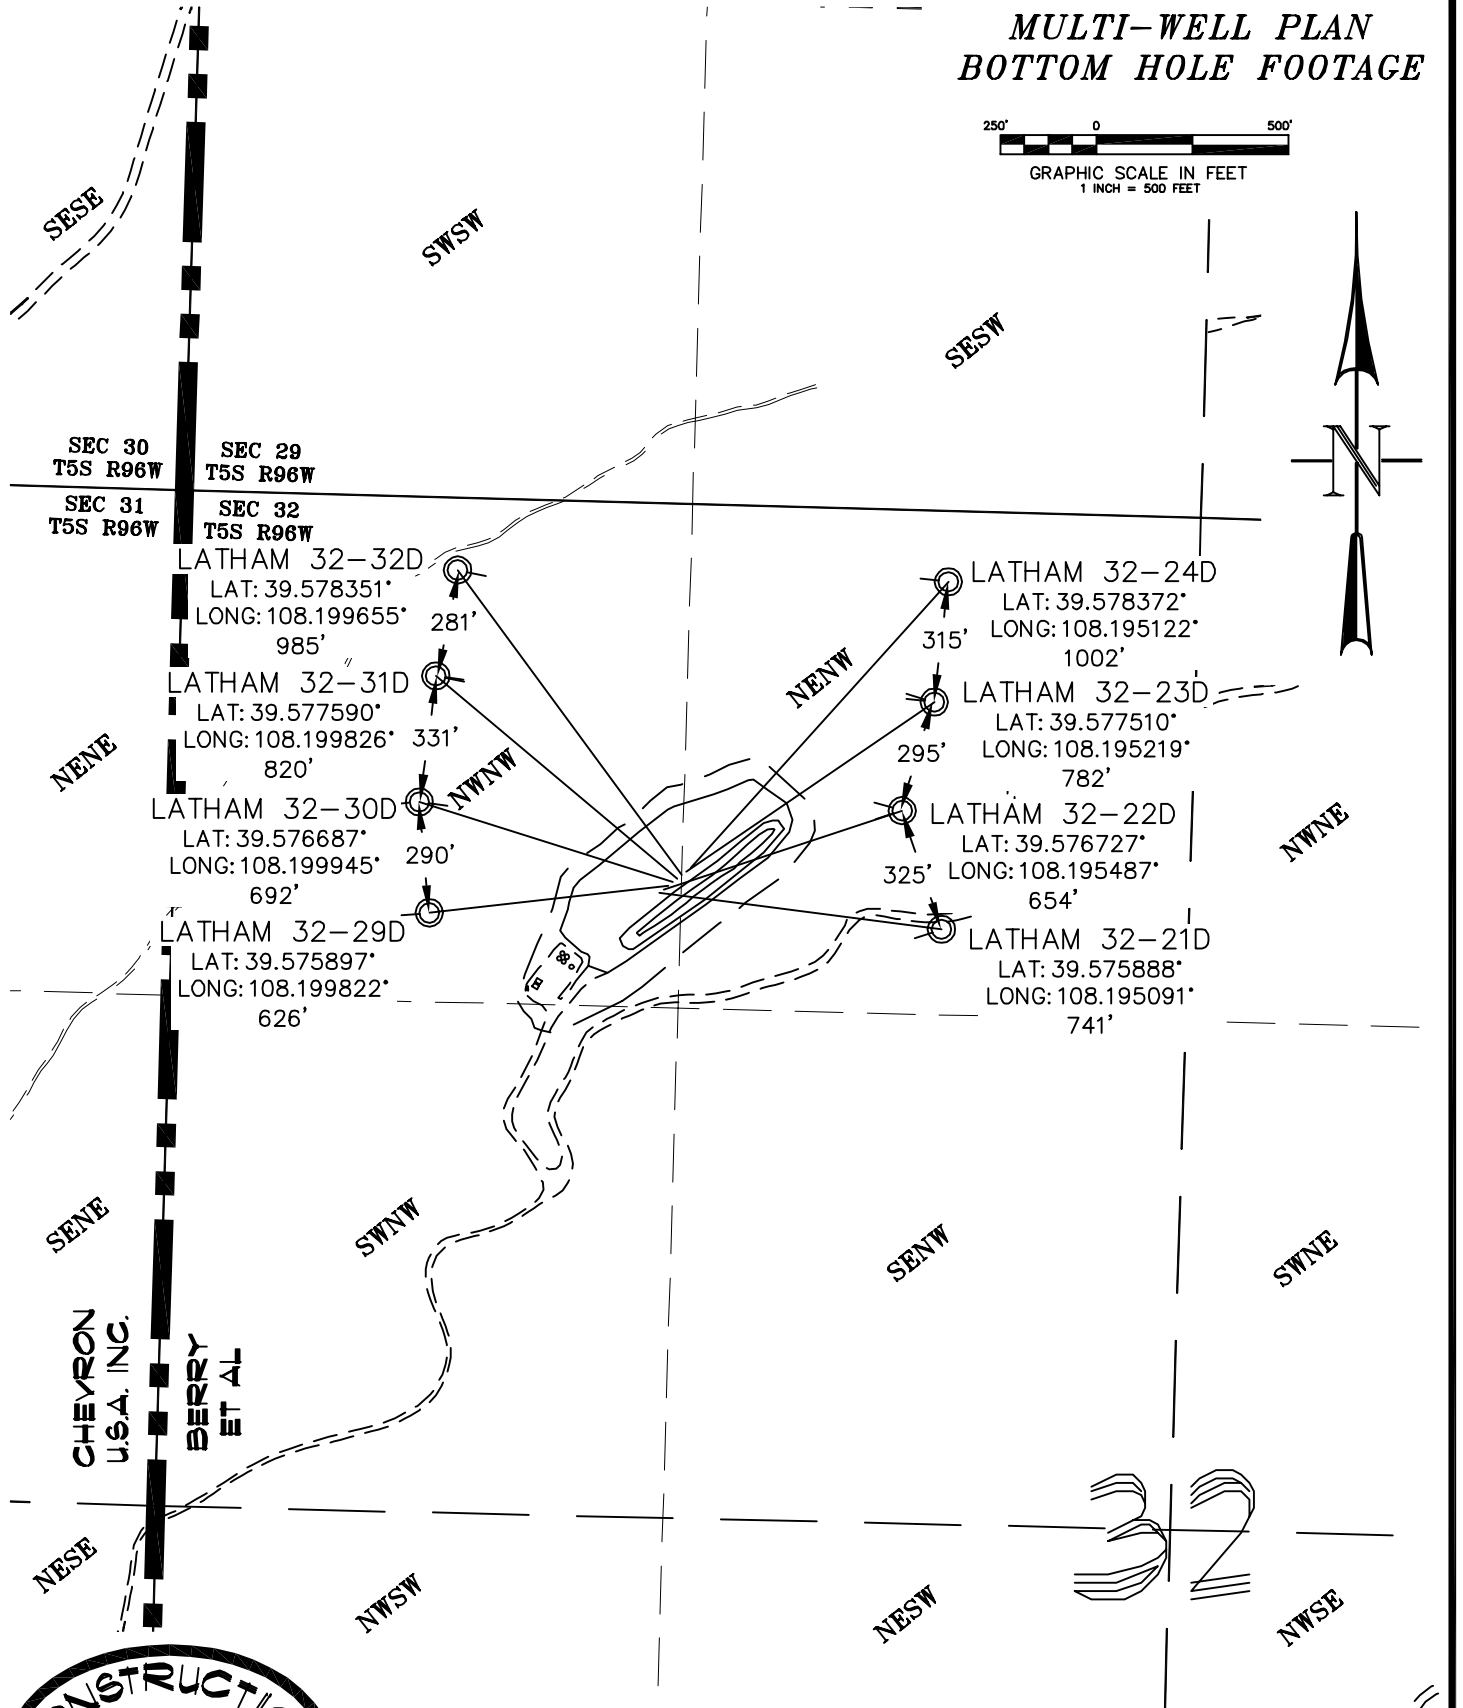 MULTI-WELL PLAN
BOTTOM HOLE FOOTAGE
250' 0 500'
GRAPHIC SCALE IN FEET
1 INCH = 500 FEET
SESE
SWSW
SESW
N
SEC 30
T5S R96W
SEC 29
T5S R96W
SEC 31
T5S R96W
SEC 32
T5S R96W
LATHAM 32-32D
LAT: 39.578351°
LONG: 108.199655°
985'
281'
LATHAM 32-31D
LAT: 39.577590°
LONG: 108.199826°
820'
331'
LATHAM 32-30D
LAT: 39.576687°
LONG: 108.199945°
692'
290'
LATHAM 32-29D
LAT: 39.575897°
LONG: 108.199822°
626'
LATHAM 32-24D
LAT: 39.578372°
LONG: 108.195122°
1002'
315'
LATHAM 32-23D
LAT: 39.577510°
LONG: 108.195219°
782'
295'
LATHAM 32-22D
LAT: 39.576727°
LONG: 108.195487°
654'
325'
LATHAM 32-21D
LAT: 39.575888°
LONG: 108.195091°
741'
NENE
NWNW
NENW
NWNE
SENE
SWNW
SENW
SWNE
CHEVRON
U.S.A. INC.
BERRY
ET AL
32
NESE
NWSW
NESW
NWSE